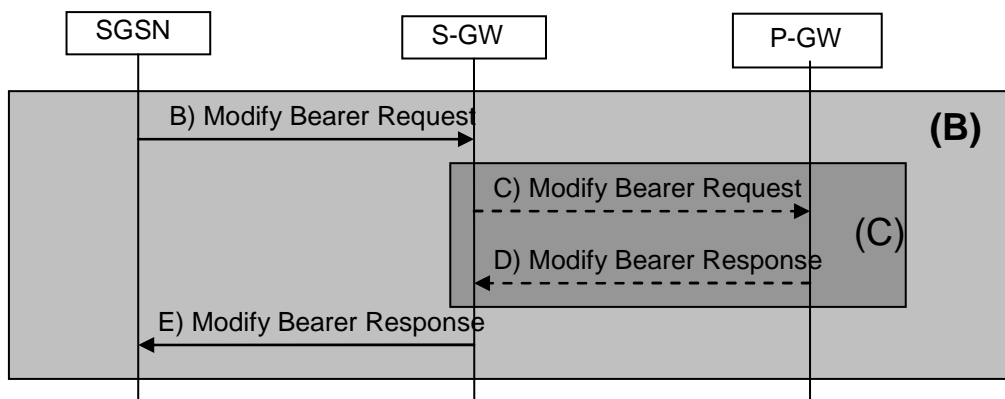 SGSN
S-GW
P-GW
B) Modify Bearer Request
(B)
C) Modify Bearer Request
(C)
D) Modify Bearer Response
E) Modify Bearer Response